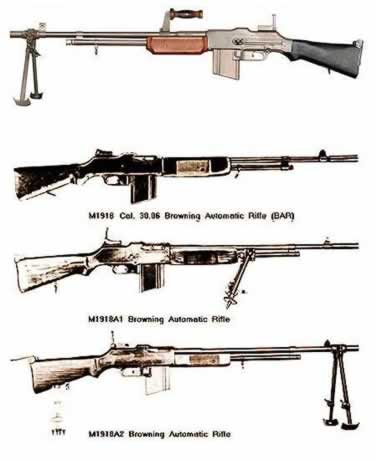 M1918 Cal. 30.06 Browning Automatic Rifle (BAR)
M1918A1 Browning Automatic Rifle
M1918A2 Browning Automatic Rifle